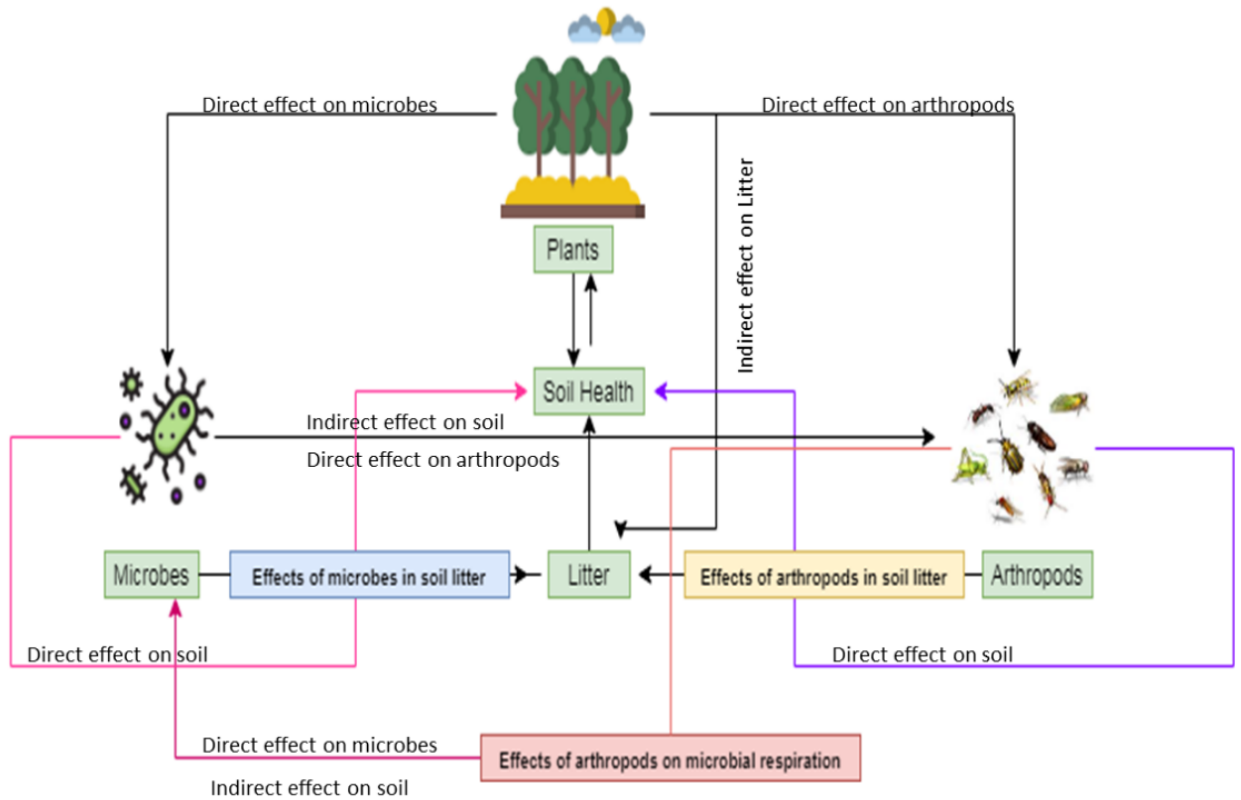 Direct effect on microbes
Direct effect on arthropods
Indirect effect on Litter
Plants
Soil Health
Indirect effect on soil
Direct effect on arthropods
Microbes
Effects of microbes in soil litter
Litter
Effects of arthropods in soil litter
Arthropods
Direct effect on soil
Direct effect on soil
Direct effect on microbes
Effects of arthropods on microbial respiration
Indirect effect on soil